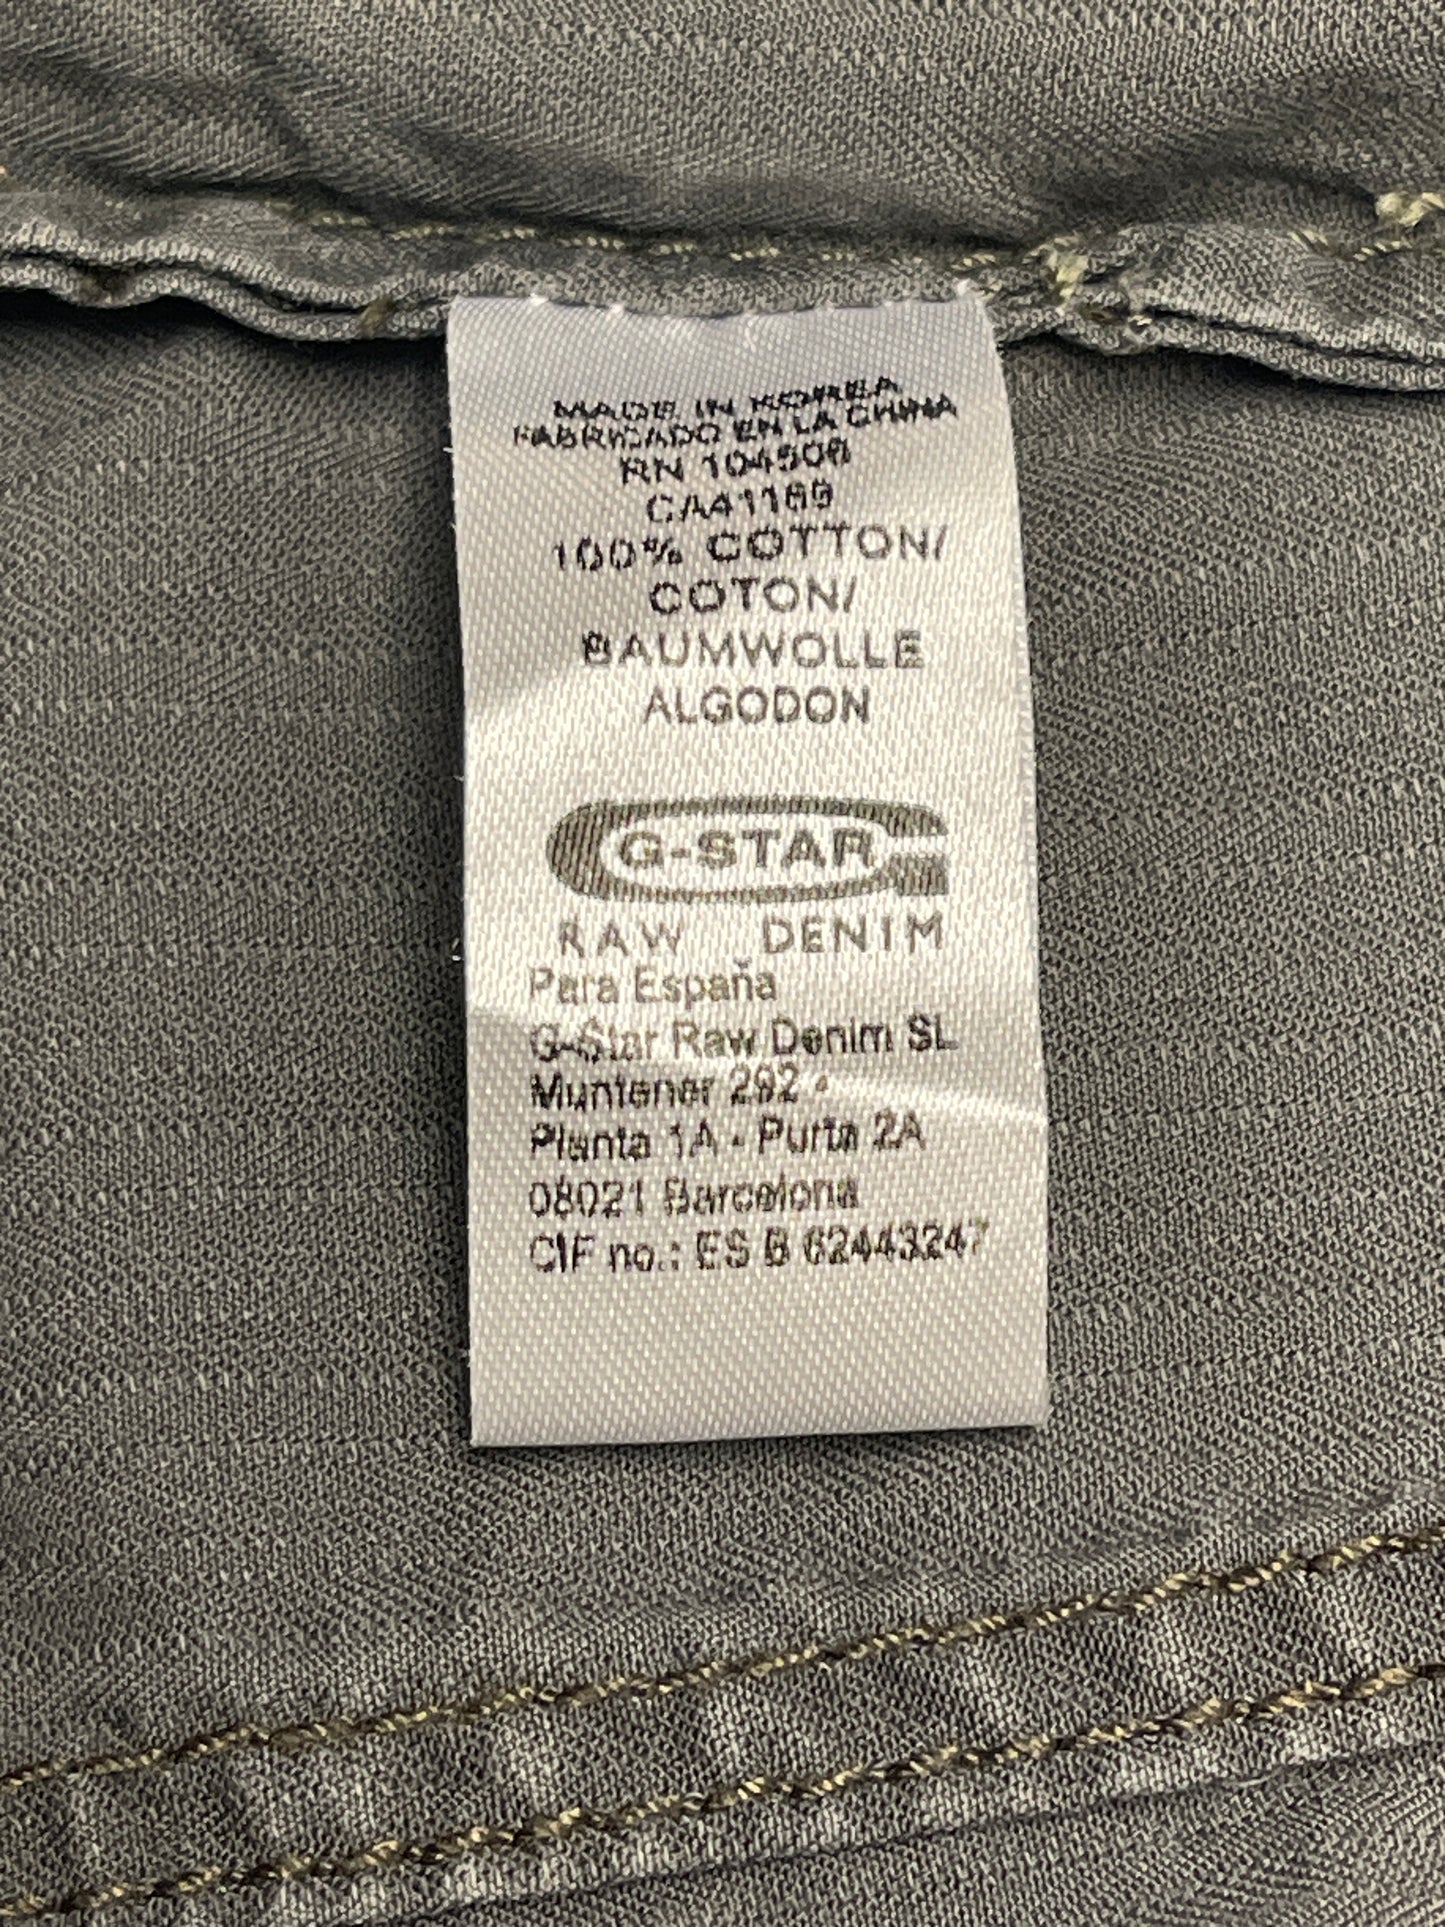 MADE IN KOREA
FABRICADO EN LA CHINA
RN 104506
CA41169
100% COTTON/
COTON/
BAUMWOLLE
ALGODON
G-STAR
RAW DENIM
Para España
G-Star Raw Denim SL
Muntaner 292 -
Planta 1A - Purta 2A
08021 Barcelona
CIF no.: ES B 62443247